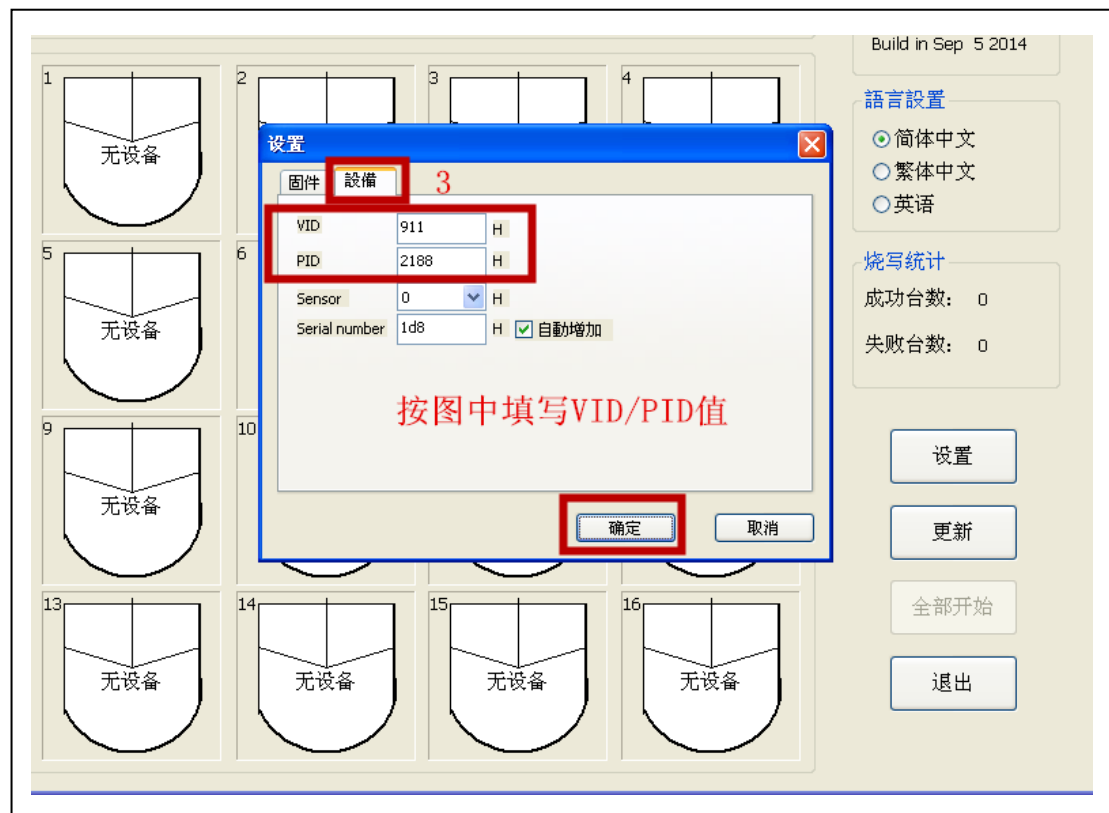 Build in Sep 5 2014
語言設置
简体中文
繁体中文
英语
烧写统计
成功台数: 0
失败台数: 0
设置
更新
全部开始
退出
1
无设备
2
3
4
5
无设备
6
9
无设备
10
13
无设备
14
无设备
15
无设备
16
无设备
设置
固件
設備
3
VID 911 H
PID 2188 H
Sensor 0 H
Serial number 1d8 H 自動增加
按图中填写VID/PID值
确定
取消